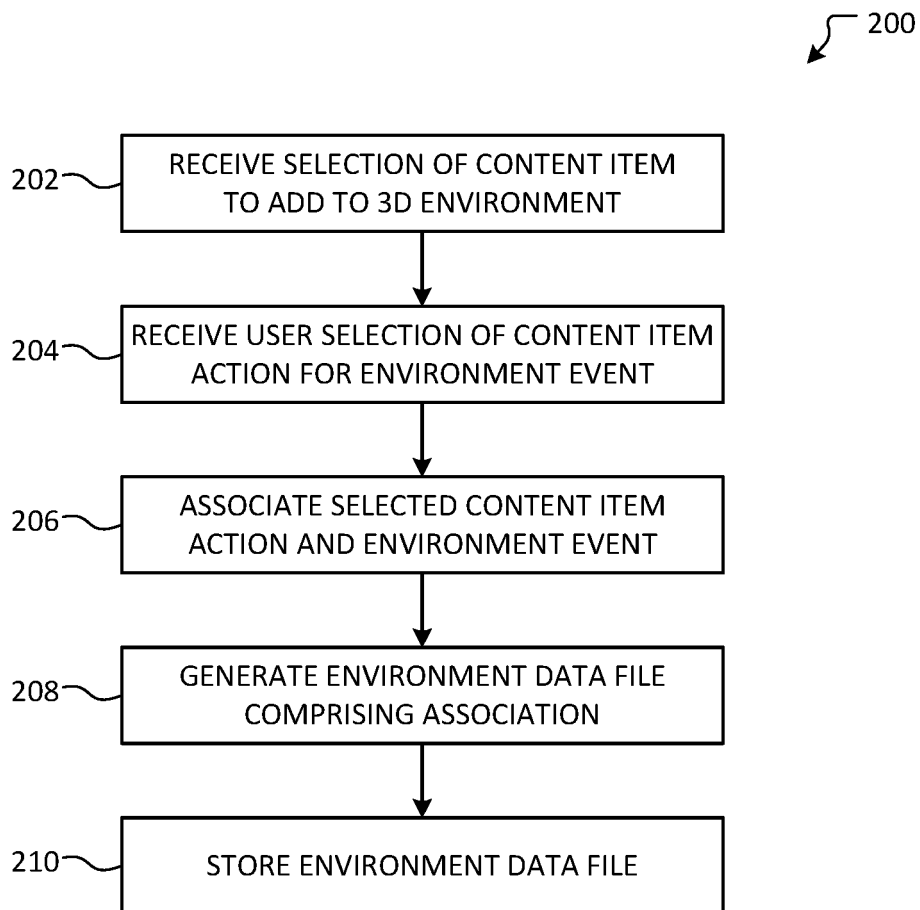 200
202
RECEIVE SELECTION OF CONTENT ITEM
TO ADD TO 3D ENVIRONMENT
204
RECEIVE USER SELECTION OF CONTENT ITEM
ACTION FOR ENVIRONMENT EVENT
206
ASSOCIATE SELECTED CONTENT ITEM
ACTION AND ENVIRONMENT EVENT
208
GENERATE ENVIRONMENT DATA FILE
COMPRISING ASSOCIATION
210
STORE ENVIRONMENT DATA FILE